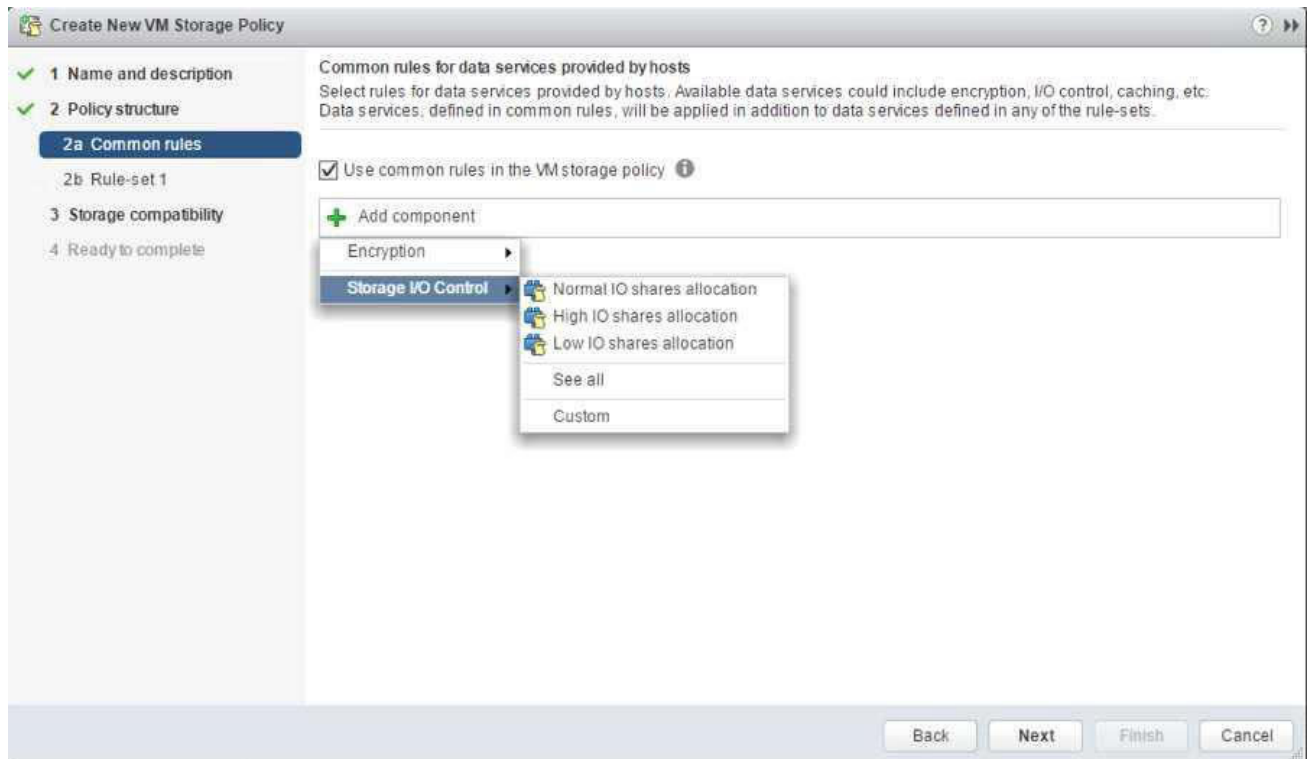 Create New VM Storage Policy
1 Name and description
2 Policy structure
2a Common rules
2b Rule-set 1
3 Storage compatibility
4 Ready to complete
Common rules for data services provided by hosts
Select rules for data services provided by hosts. Available data services could include encryption, I/O control, caching, etc.
Data services, defined in common rules, will be applied in addition to data services defined in any of the rule-sets.
Use common rules in the VM storage policy
Add component
Encryption
Storage I/O Control
Normal IO shares allocation
High IO shares allocation
Low IO shares allocation
See all
Custom
Back
Next
Finish
Cancel